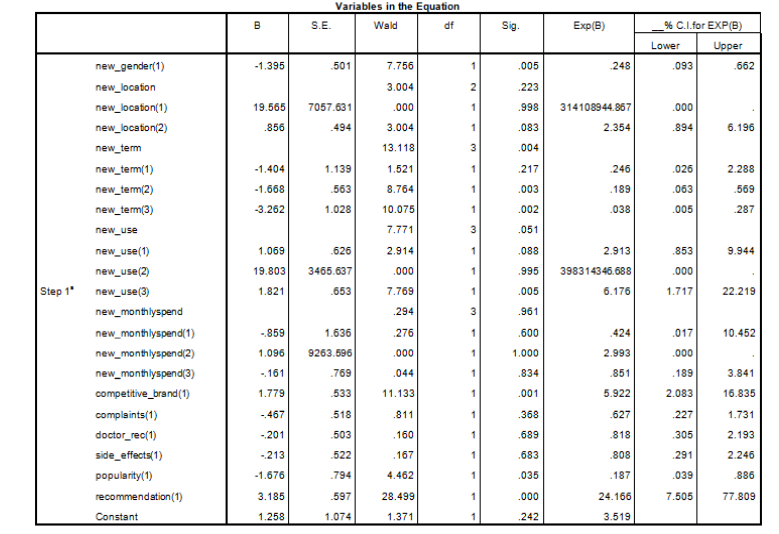 Variables in the Equation
B S.E. Wald df Sig. Exp(B) __% C.I.for EXP(B)
Lower Upper
new_gender(1) -1.395 .501 7.756 1 .005 .248 .093 .662
new_location 3.004 2 .223
new_location(1) 19.565 7057.631 .000 1 .998 314108944.867 .000 .
new_location(2) .856 .494 3.004 1 .083 2.354 .894 6.196
new_term 13.118 3 .004
new_term(1) -1.404 1.139 1.521 1 .217 .246 .026 2.288
new_term(2) -1.668 .563 8.764 1 .003 .189 .063 .569
new_term(3) -3.262 1.028 10.075 1 .002 .038 .005 .287
new_use 7.771 3 .051
new_use(1) 1.069 .626 2.914 1 .088 2.913 .853 9.944
new_use(2) 19.803 3465.637 .000 1 .995 398314346.688 .000 .
Step 1ª new_use(3) 1.821 .653 7.769 1 .005 6.176 1.717 22.219
new_monthlyspend .294 3 .961
new_monthlyspend(1) -.859 1.636 .276 1 .600 .424 .017 10.452
new_monthlyspend(2) 1.096 9263.596 .000 1 1.000 2.993 .000 .
new_monthlyspend(3) -.161 .769 .044 1 .834 .851 .189 3.841
competitive_brand(1) 1.779 .533 11.133 1 .001 5.922 2.083 16.835
complaints(1) -.467 .518 .811 1 .368 .627 .227 1.731
doctor_rec(1) -.201 .503 .160 1 .689 .818 .305 2.193
side_effects(1) -.213 .522 .167 1 .683 .808 .291 2.246
popularity(1) -1.676 .794 4.462 1 .035 .187 .039 .886
recommendation(1) 3.185 .597 28.499 1 .000 24.166 7.505 77.809
Constant 1.258 1.074 1.371 1 .242 3.519